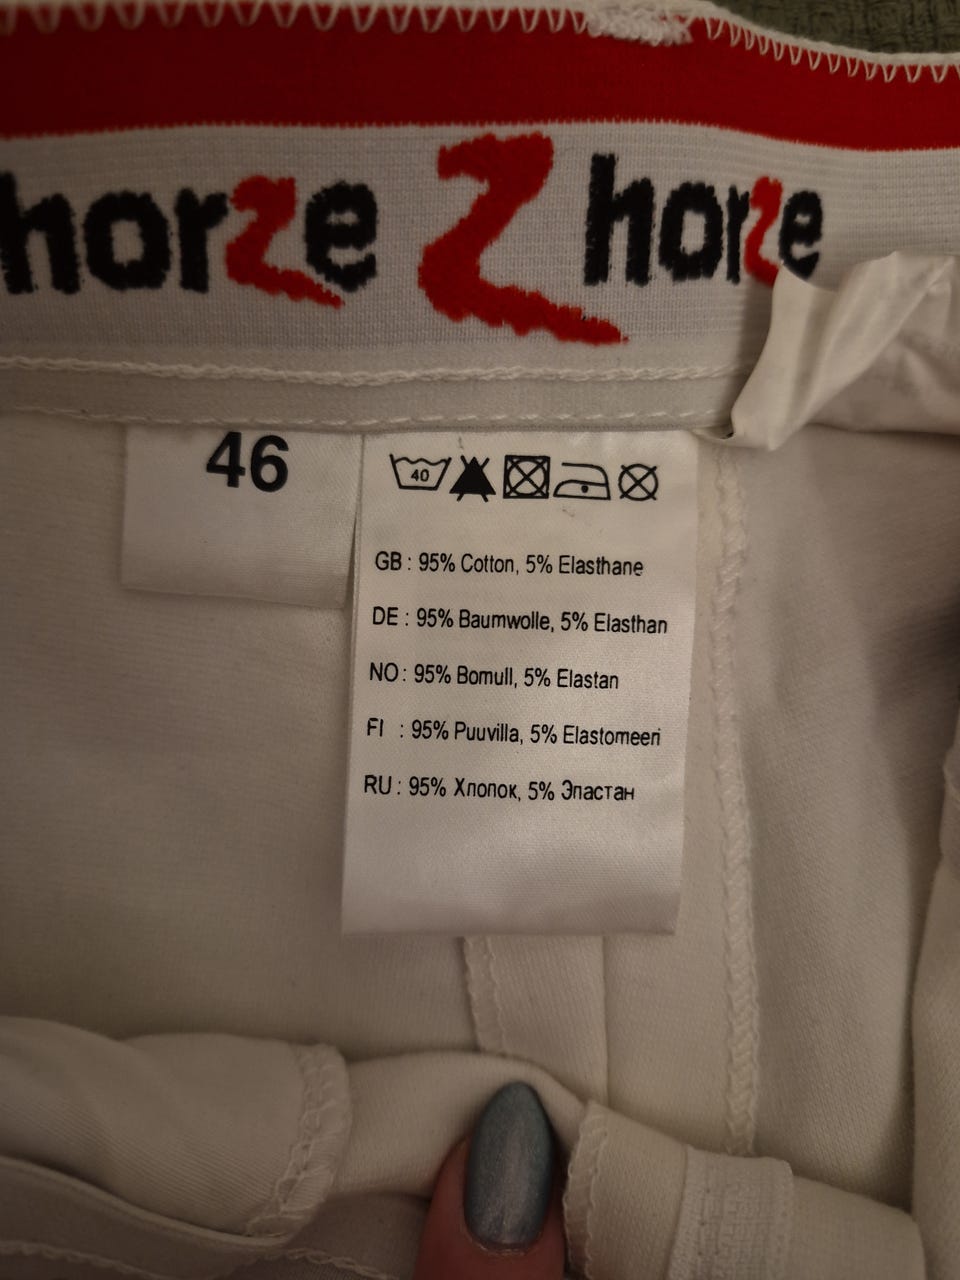 horze Z horze
46
40
GB : 95% Cotton, 5% Elasthane
DE : 95% Baumwolle, 5% Elasthan
NO : 95% Bomull, 5% Elastan
FI : 95% Puuvilla, 5% Elastomeeri
RU : 95% Хлопок, 5% Эластан